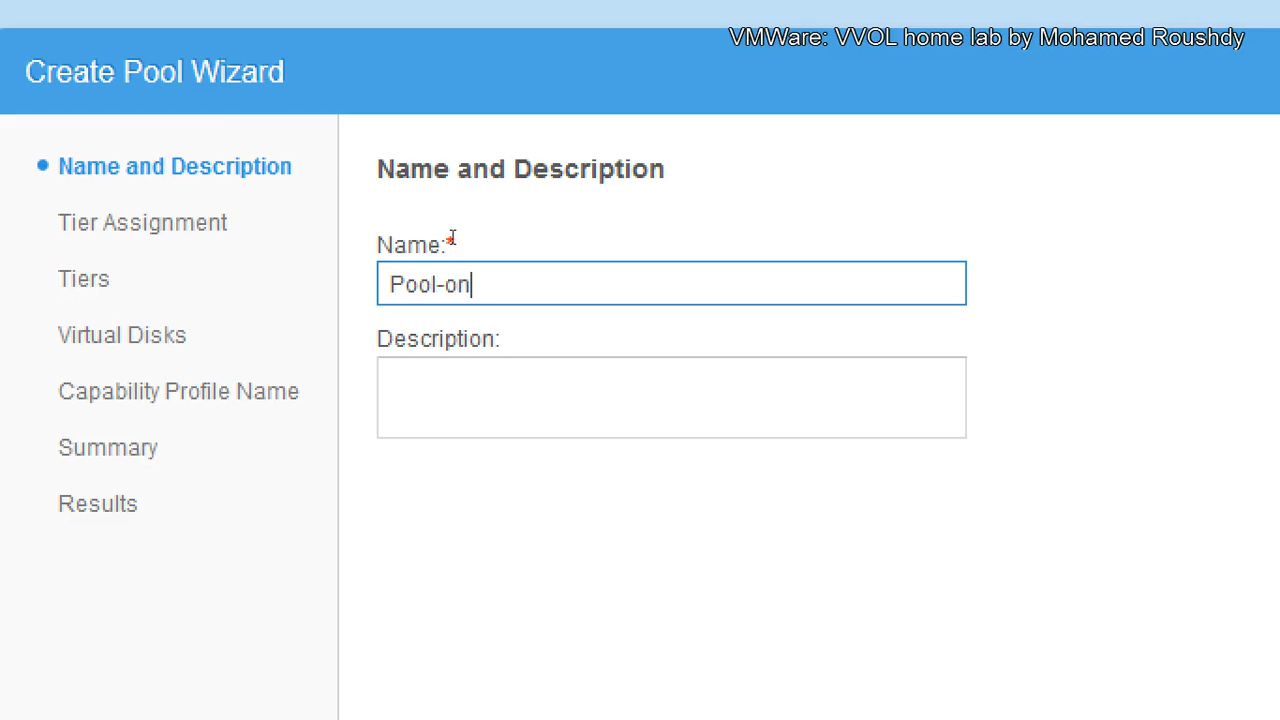 VMWare: VVOL home lab by Mohamed Roushdy
Create Pool Wizard
Name and Description
Tier Assignment
Tiers
Virtual Disks
Capability Profile Name
Summary
Results
Name and Description
Name:*
Pool-on
Description: